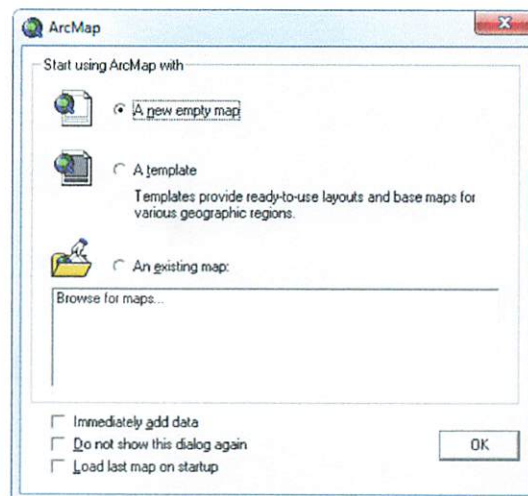 ArcMap
Start using ArcMap with
A new empty map
A template
Templates provide ready-to-use layouts and base maps for
various geographic regions.
An existing map:
Browse for maps...
Immediately add data
Do not show this dialog again
Load last map on startup
OK